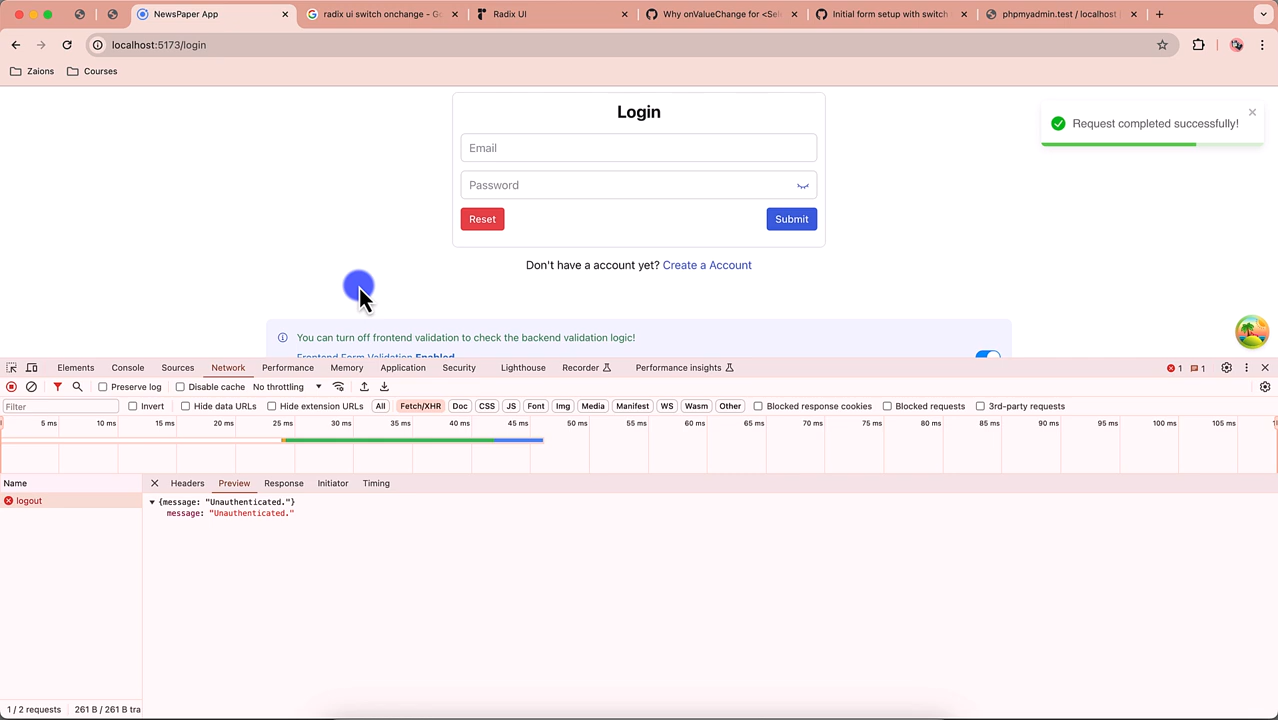 NewsPaper App
radix ui switch onchange - Go
Radix UI
Why onValueChange for <Sele
Initial form setup with switch
phpmyadmin.test / localhost
localhost:5173/login
Zaions
Courses
Login
Request completed successfully!
Email
Password
Reset
Submit
Don't have a account yet? Create a Account
You can turn off frontend validation to check the backend validation logic!
Frontend Form Validation Enabled
Elements Console Sources Network Performance Memory Application Security Lighthouse Recorder Performance insights 1 1
Preserve log Disable cache No throttling
Filter Invert Hide data URLs Hide extension URLs All Fetch/XHR Doc CSS JS Font Img Media Manifest WS Wasm Other Blocked response cookies Blocked requests 3rd-party requests
5 ms 10 ms 15 ms 20 ms 25 ms 30 ms 35 ms 40 ms 45 ms 50 ms 55 ms 60 ms 65 ms 70 ms 75 ms 80 ms 85 ms 90 ms 95 ms 100 ms 105 ms
Name Headers Preview Response Initiator Timing
logout
{message: "Unauthenticated."}
message: "Unauthenticated."
1 / 2 requests 261 B / 261 B tra